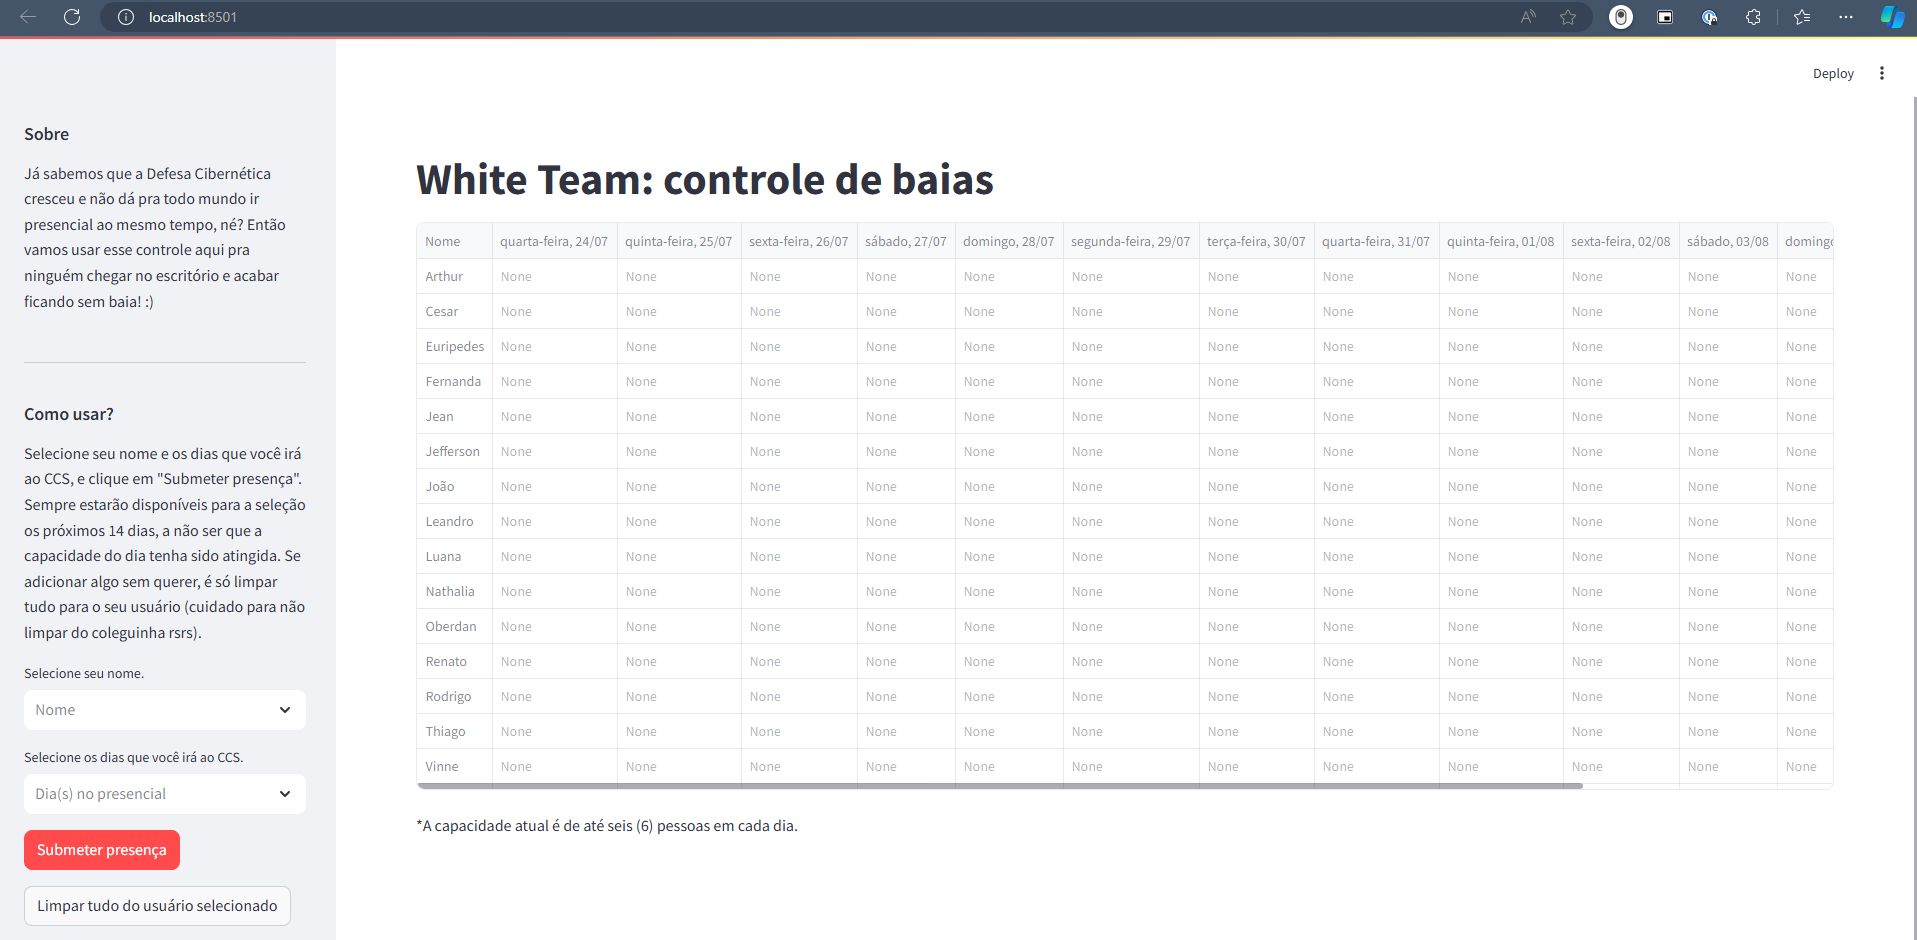 localhost:8501
Deploy
Sobre
Já sabemos que a Defesa Cibernética
cresceu e não dá pra todo mundo ir
presencial ao mesmo tempo, né? Então
vamos usar esse controle aqui pra
ninguém chegar no escritório e acabar
ficando sem baia! :)
Como usar?
Selecione seu nome e os dias que você irá
ao CCS, e clique em "Submeter presença".
Sempre estarão disponíveis para a seleção
os próximos 14 dias, a não ser que a
capacidade do dia tenha sido atingida. Se
adicionar algo sem querer, é só limpar
tudo para o seu usuário (cuidado para não
limpar do coleguinha rsrs).
Selecione seu nome.
Nome
Selecione os dias que você irá ao CCS.
Dia(s) no presencial
Submeter presença
Limpar tudo do usuário selecionado
White Team: controle de baias
Nome quarta-feira, 24/07 quinta-feira, 25/07 sexta-feira, 26/07 sábado, 27/07 domingo, 28/07 segunda-feira, 29/07 terça-feira, 30/07 quarta-feira, 31/07 quinta-feira, 01/08 sexta-feira, 02/08 sábado, 03/08 domingo
Arthur None None None None None None None None None None None None
Cesar None None None None None None None None None None None None
Euripedes None None None None None None None None None None None None
Fernanda None None None None None None None None None None None None
Jean None None None None None None None None None None None None
Jefferson None None None None None None None None None None None None
João None None None None None None None None None None None None
Leandro None None None None None None None None None None None None
Luana None None None None None None None None None None None None
Nathalia None None None None None None None None None None None None
Oberdan None None None None None None None None None None None None
Renato None None None None None None None None None None None None
Rodrigo None None None None None None None None None None None None
Thiago None None None None None None None None None None None None
Vinne None None None None None None None None None None None None
*A capacidade atual é de até seis (6) pessoas em cada dia.